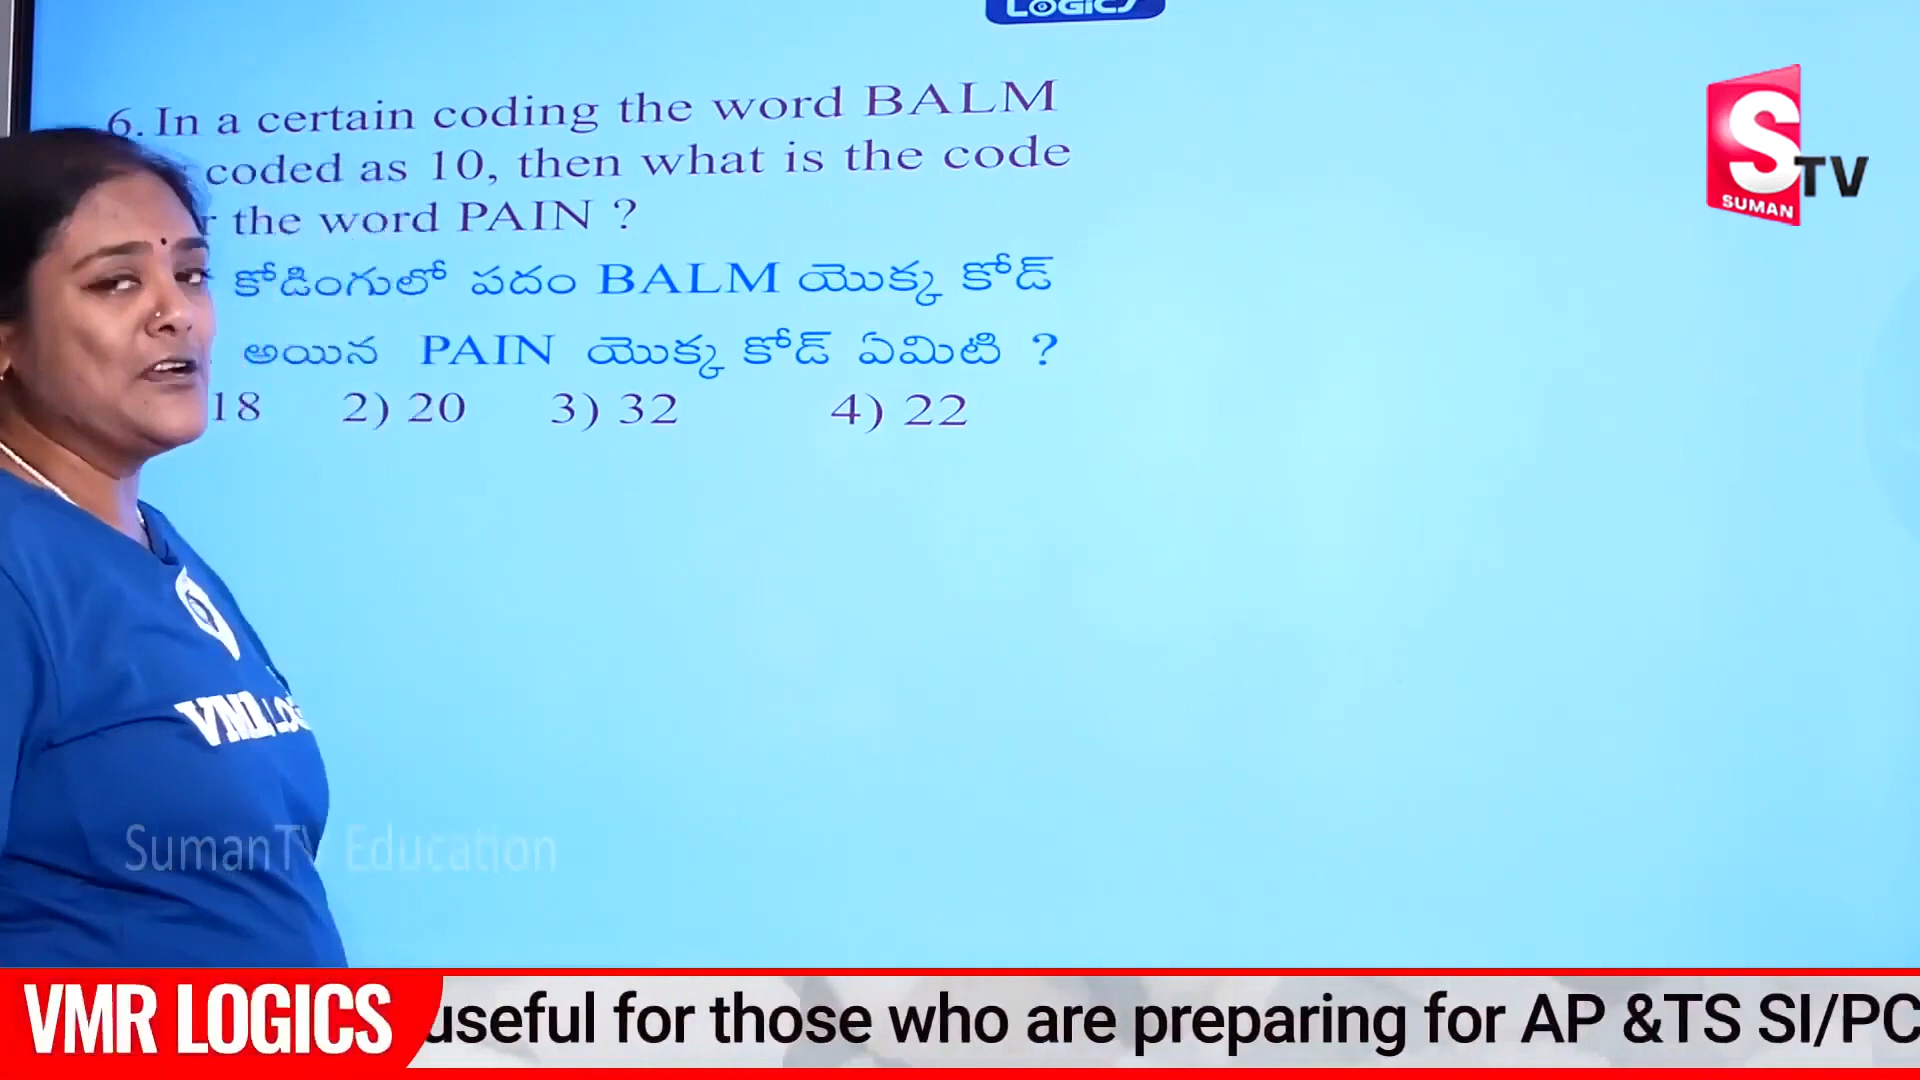 LOGICS
6. In a certain coding the word BALM
coded as 10, then what is the code
r the word PAIN ?
కోడింగులో పదం BALM యొక్క కోడ్
అయిన PAIN యొక్క కోడ్ ఏమిటి ?
18 2) 20 3) 32 4) 22
S
TV
SUMAN
VMR LOG
SumanTV Education
VMR LOGICS
useful for those who are preparing for AP &TS SI/PC